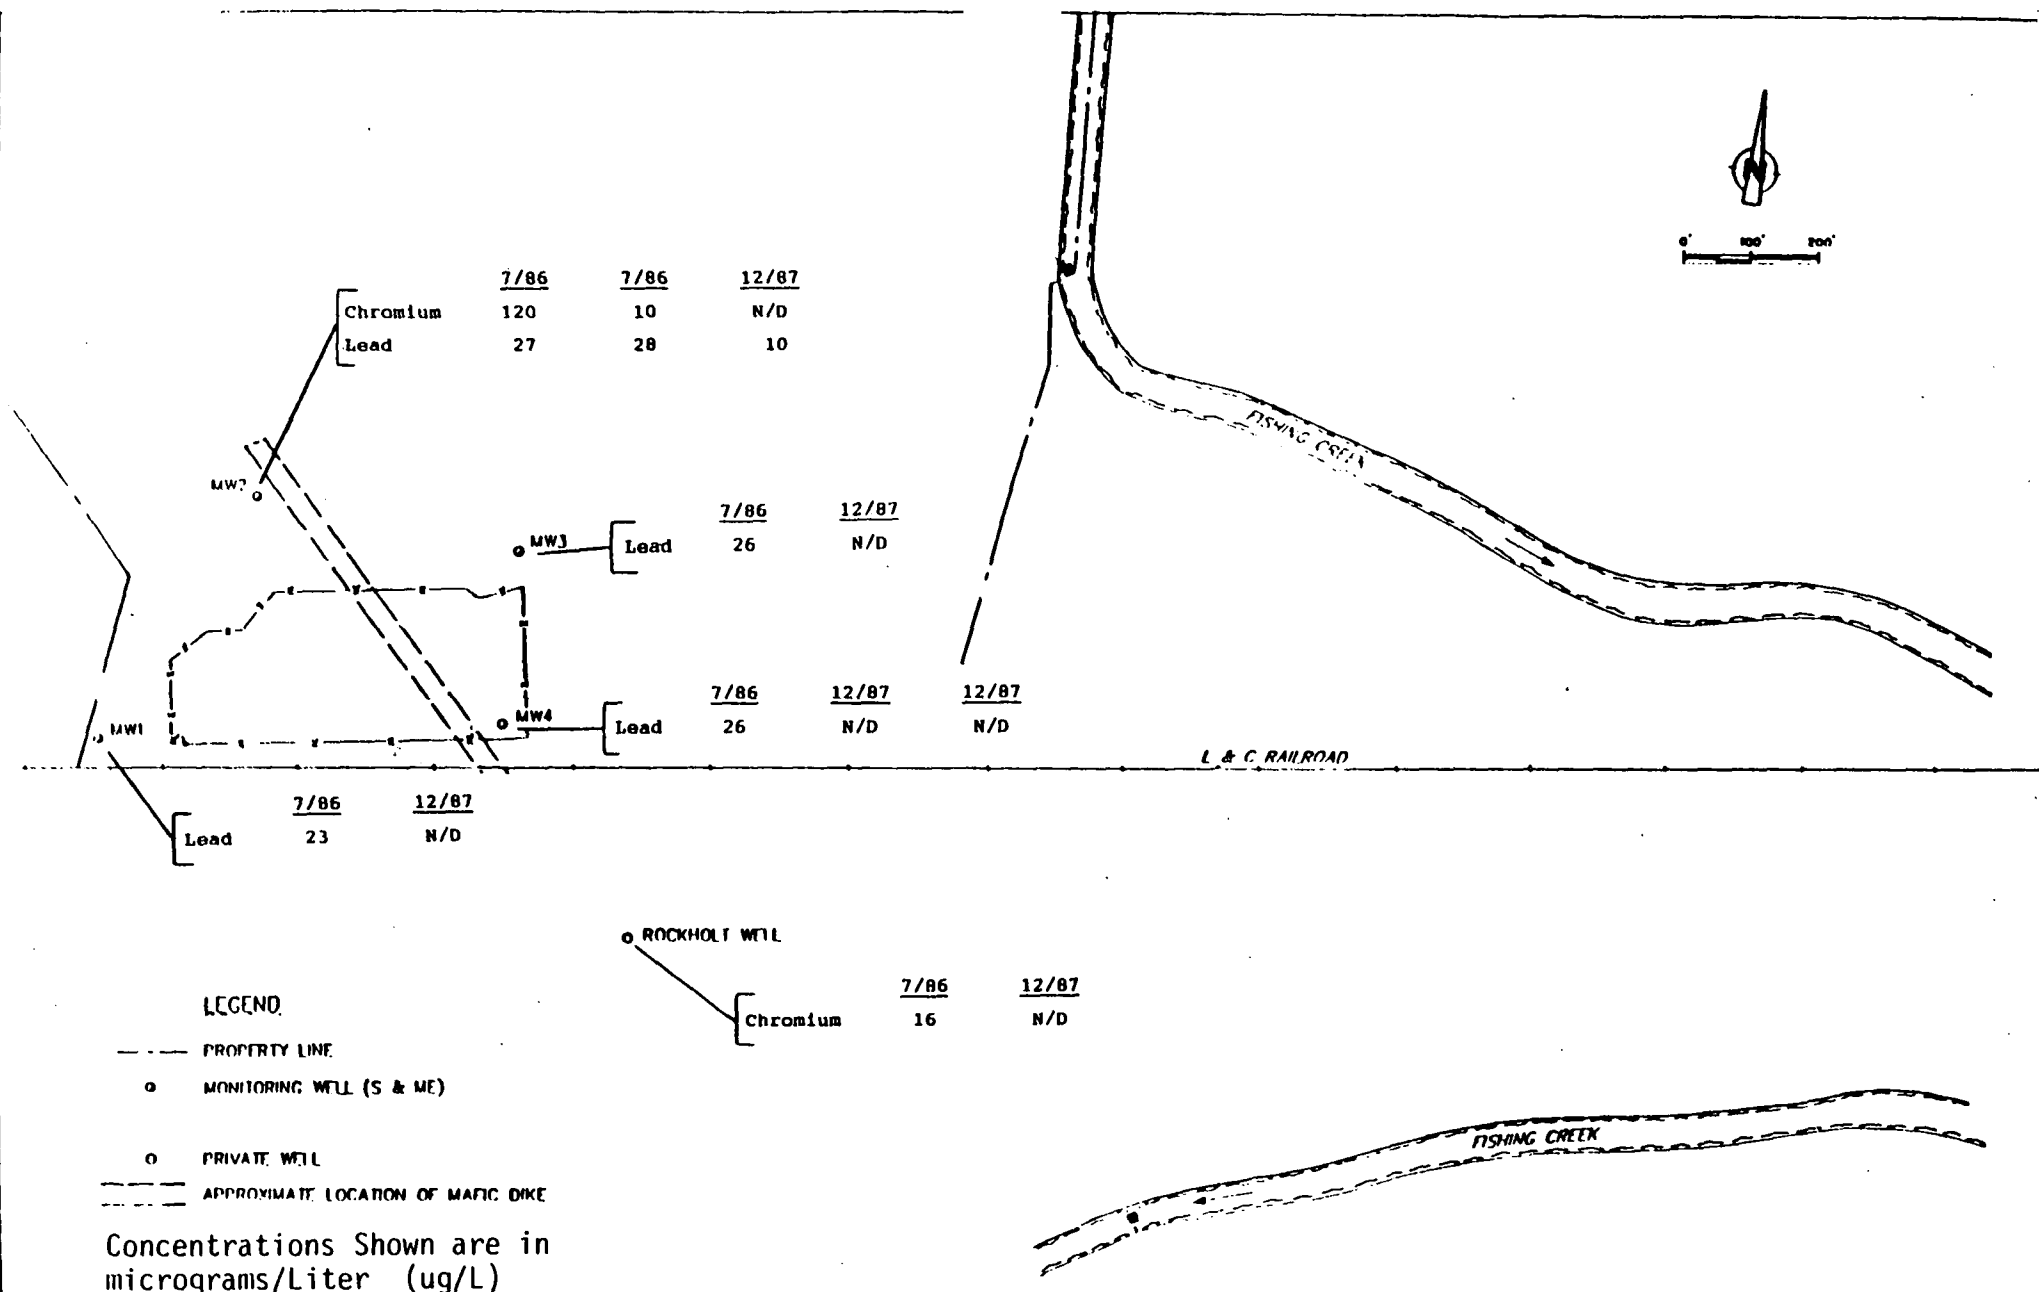 N
0' 100' 200'
7/86 7/86 12/87
Chromium 120 10 N/D
Lead 27 28 10
FISHING CREEK
MW2
7/86 12/87
MW3 Lead 26 N/D
7/86 12/87 12/87
MW4 Lead 26 N/D N/D
MW1
L & C RAILROAD
7/86 12/87
Lead 23 N/D
ROCKHOLT WELL
7/86 12/87
Chromium 16 N/D
LEGEND
PROPERTY LINE
MONITORING WELL (S & ME)
PRIVATE WELL
APPROXIMATE LOCATION OF MAFIC DIKE
FISHING CREEK
Concentrations Shown are in
micrograms/Liter (ug/L)